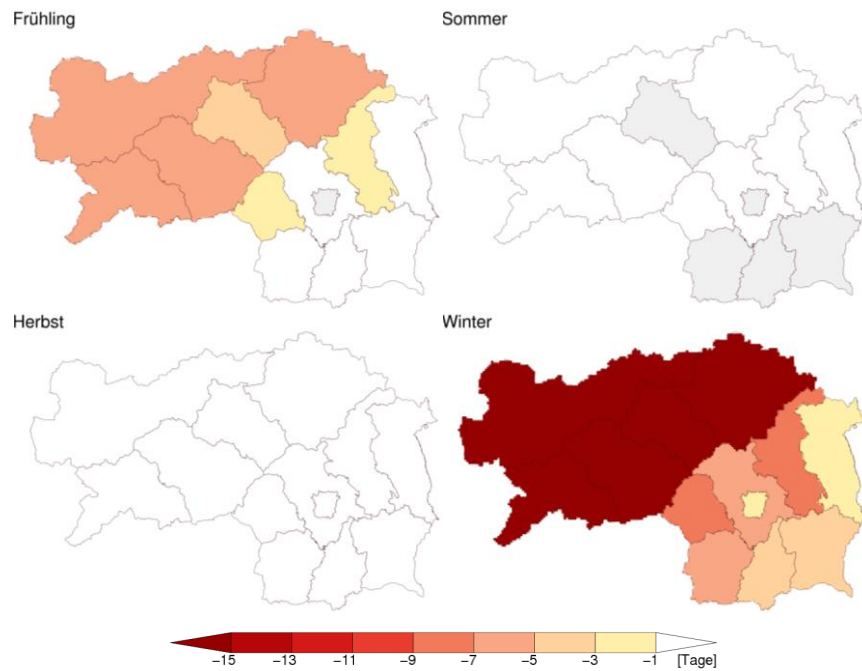 Frühling
Sommer
Herbst
Winter
−15 −13 −11 −9 −7 −5 −3 −1 [Tage]